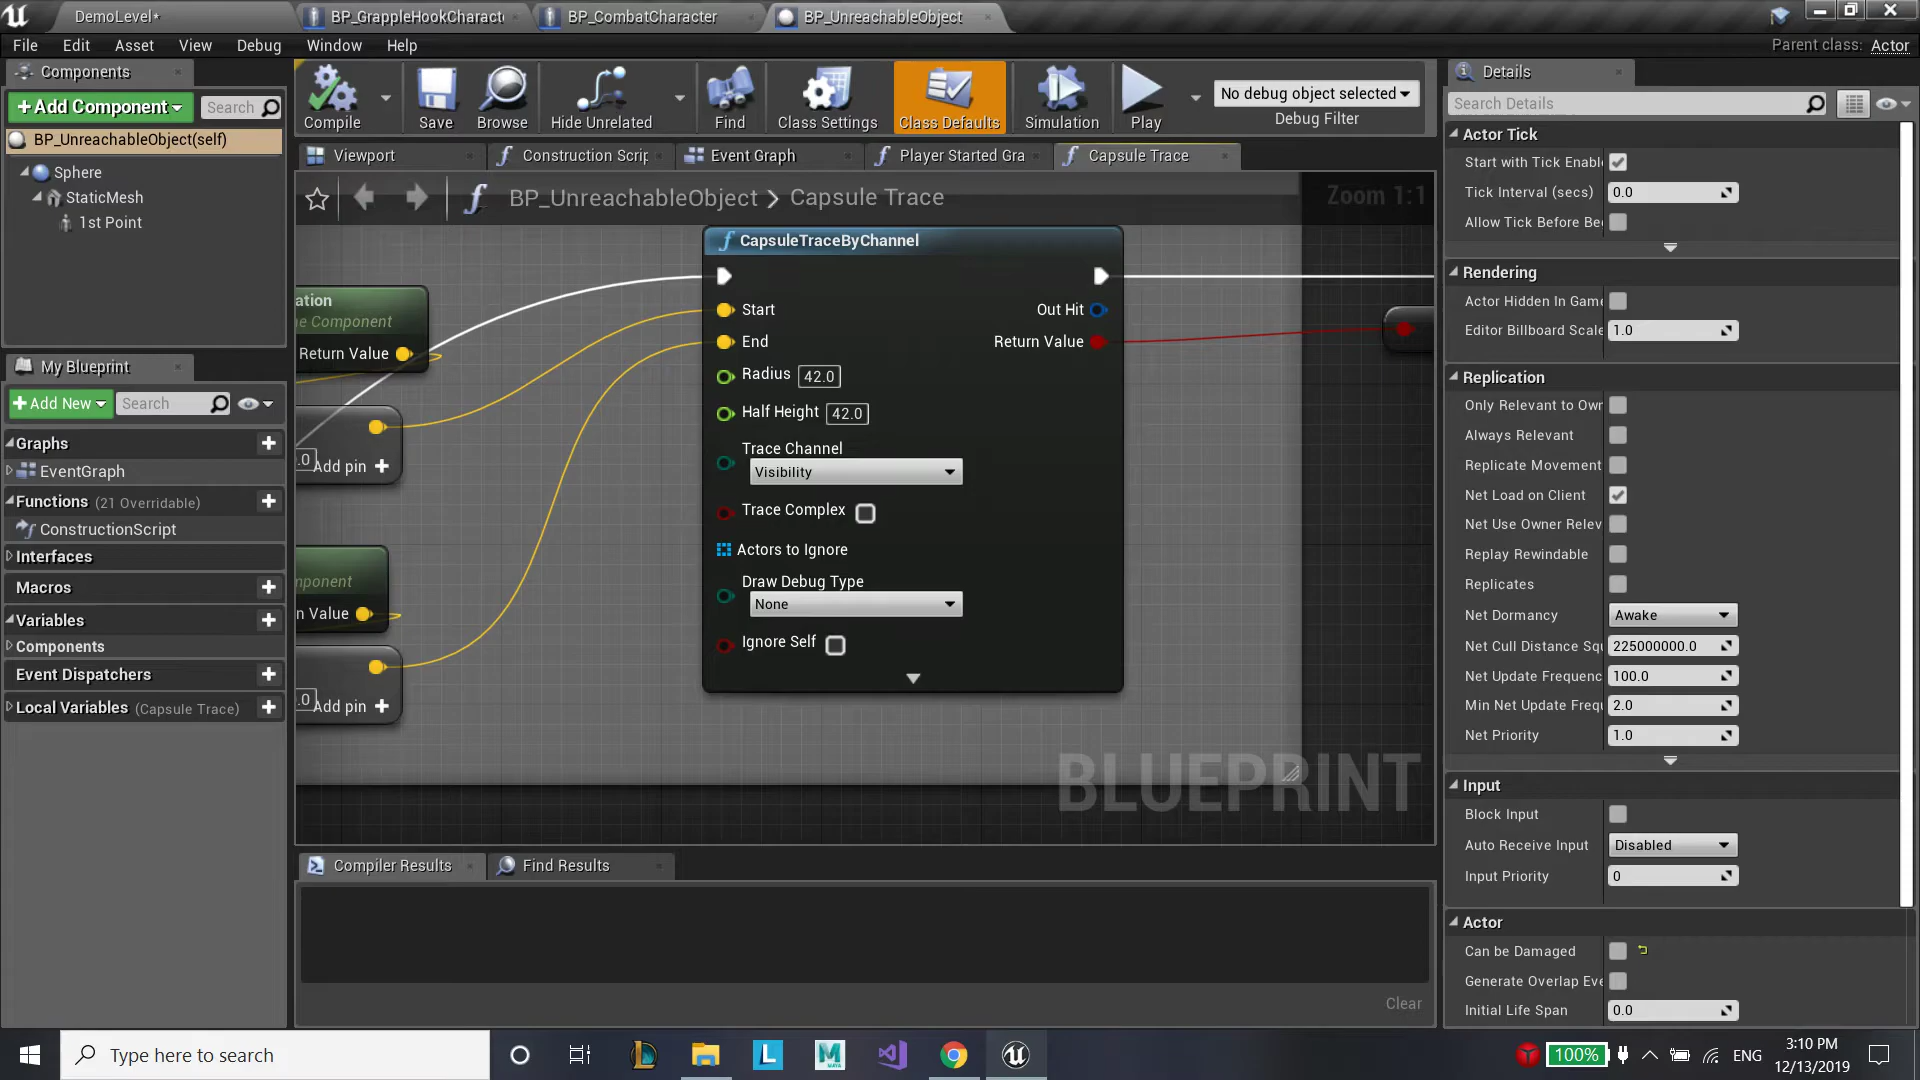 DemoLevel*
BP_GrappleHookCharact
BP_CombatCharacter
BP_UnreachableObject
File Edit Asset View Debug Window Help
Parent class: Actor
Components
+Add Component
Search
BP_UnreachableObject(self)
Sphere
StaticMesh
1st Point
My Blueprint
+Add New
Search
Graphs
EventGraph
Functions (21 Overridable)
ConstructionScript
Interfaces
Macros
Variables
Components
Event Dispatchers
Local Variables (Capsule Trace)
Compile
Save
Browse
Hide Unrelated
Find
Class Settings
Class Defaults
Simulation
Play
No debug object selected
Debug Filter
Viewport
Construction Scrip
Event Graph
Player Started Gra
Capsule Trace
BP_UnreachableObject > Capsule Trace
Zoom 1:1
ation
ne Component
Return Value
.0
Add pin +
mponent
n Value
.0
Add pin +
CapsuleTraceByChannel
Start
Out Hit
End
Return Value
Radius 42.0
Half Height 42.0
Trace Channel
Visibility
Trace Complex
Actors to Ignore
Draw Debug Type
None
Ignore Self
BLUEPRINT
Compiler Results
Find Results
Clear
Details
Search Details
Actor Tick
Start with Tick Enable
Tick Interval (secs) 0.0
Allow Tick Before Be
Rendering
Actor Hidden In Game
Editor Billboard Scale 1.0
Replication
Only Relevant to Owr
Always Relevant
Replicate Movement
Net Load on Client
Net Use Owner Relev
Replay Rewindable
Replicates
Net Dormancy Awake
Net Cull Distance Squ 225000000.0
Net Update Frequenc 100.0
Min Net Update Frequ 2.0
Net Priority 1.0
Input
Block Input
Auto Receive Input Disabled
Input Priority 0
Actor
Can be Damaged
Generate Overlap Eve
Initial Life Span 0.0
Type here to search
100%
ENG
3:10 PM
12/13/2019